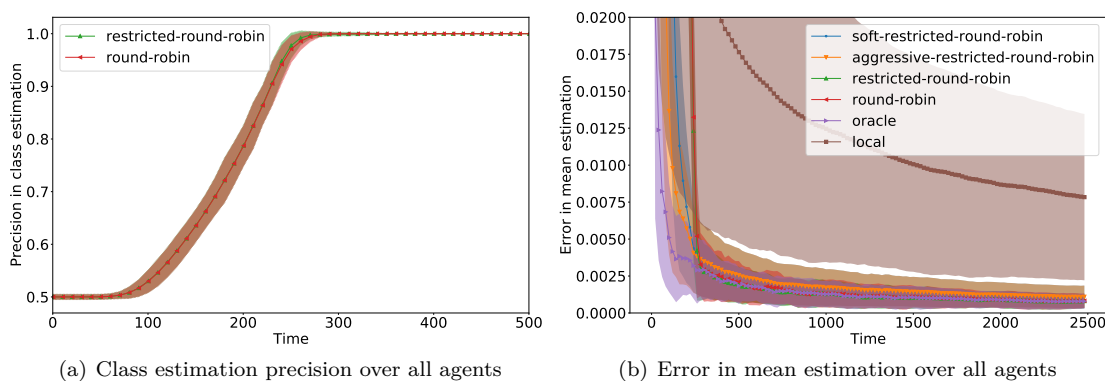 restricted-round-robin
round-robin
Precision in class estimation
1.0
0.9
0.8
0.7
0.6
0.5
0
100
200
300
400
500
Time
(a) Class estimation precision over all agents
soft-restricted-round-robin
aggressive-restricted-round-robin
restricted-round-robin
round-robin
oracle
local
Error in mean estimation
0.0200
0.0175
0.0150
0.0125
0.0100
0.0075
0.0050
0.0025
0.0000
0
500
1000
1500
2000
2500
Time
(b) Error in mean estimation over all agents